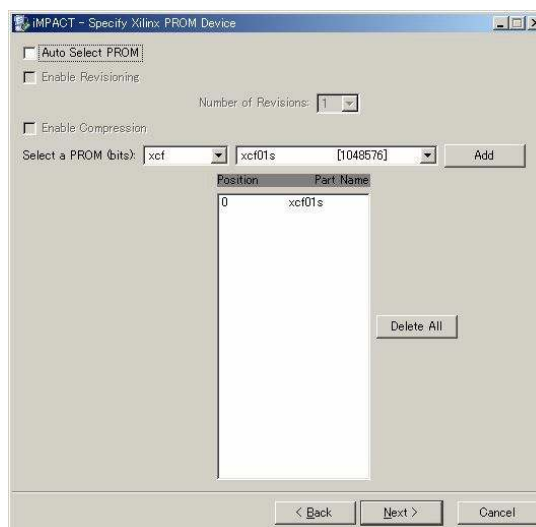 iMPACT - Specify Xilinx PROM Device
Auto Select PROM
Enable Revisioning
Number of Revisions: 1
Enable Compression
Select a PROM (bits): xcf xcf01s [1048576] Add
Position Part Name
0 xcf01s
Delete All
< Back Next > Cancel